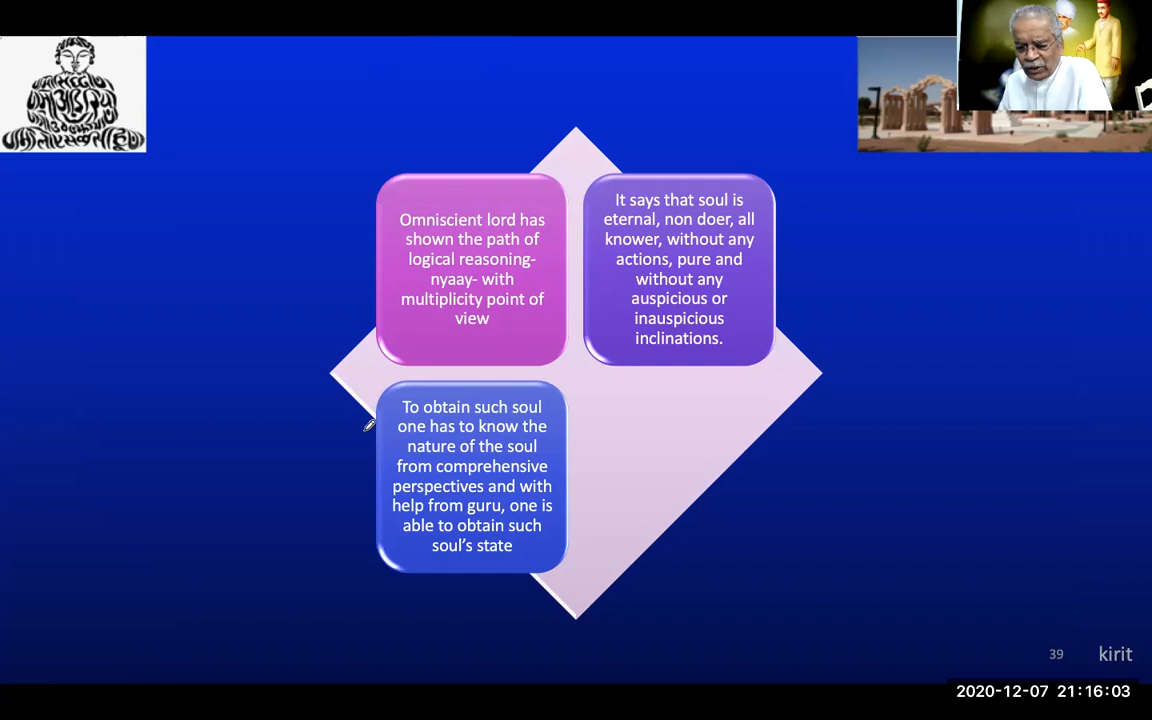 Omniscient lord has
shown the path of
logical reasoning-
nyaay- with
multiplicity point of
view
It says that soul is
eternal, non doer, all
knower, without any
actions, pure and
without any
auspicious or
inauspicious
inclinations.
To obtain such soul
one has to know the
nature of the soul
from comprehensive
perspectives and with
help from guru, one is
able to obtain such
soul's state
39
kirit
2020-12-07 21:16:03